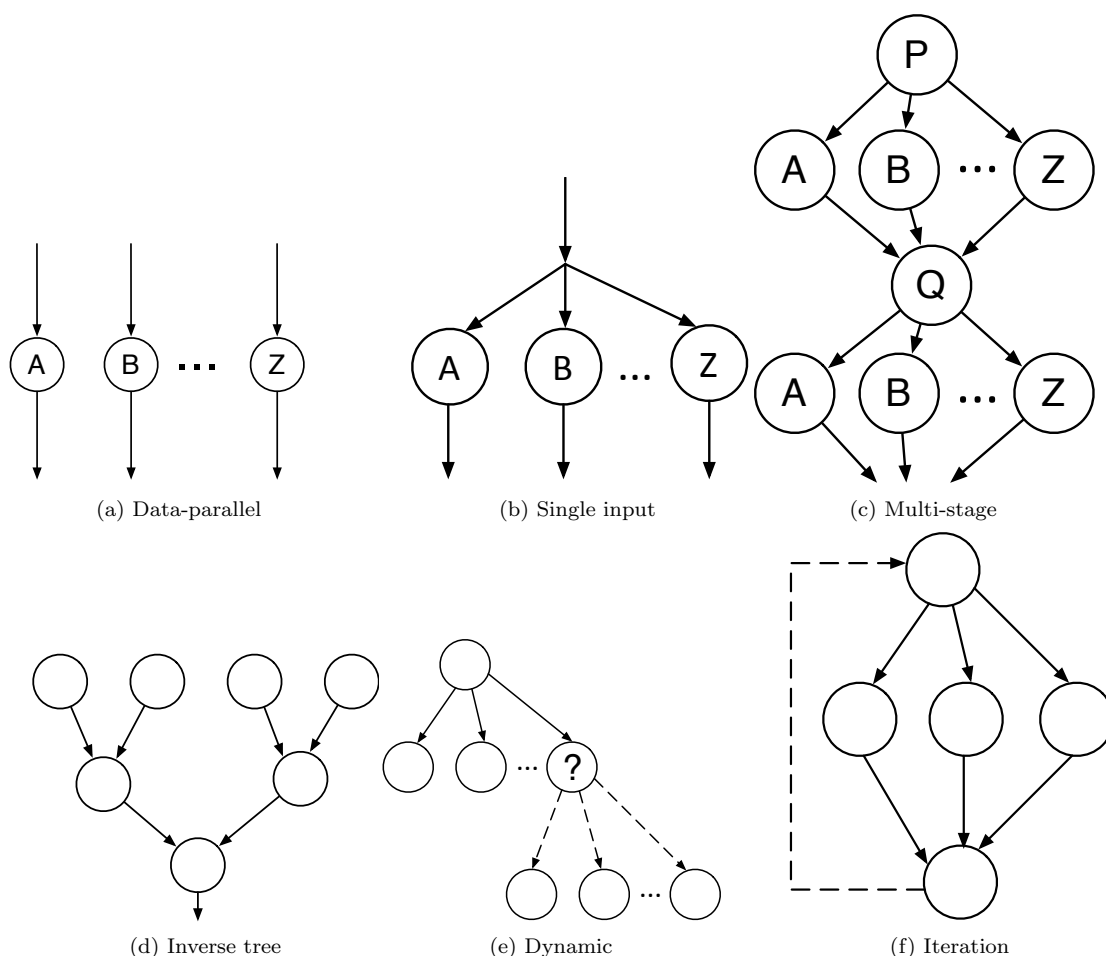 P
A B ... Z
Q
A B ... Z
A B ... Z
A B ... Z
(a) Data-parallel
(b) Single input
(c) Multi-stage
?
...
...
(d) Inverse tree
(e) Dynamic
(f) Iteration